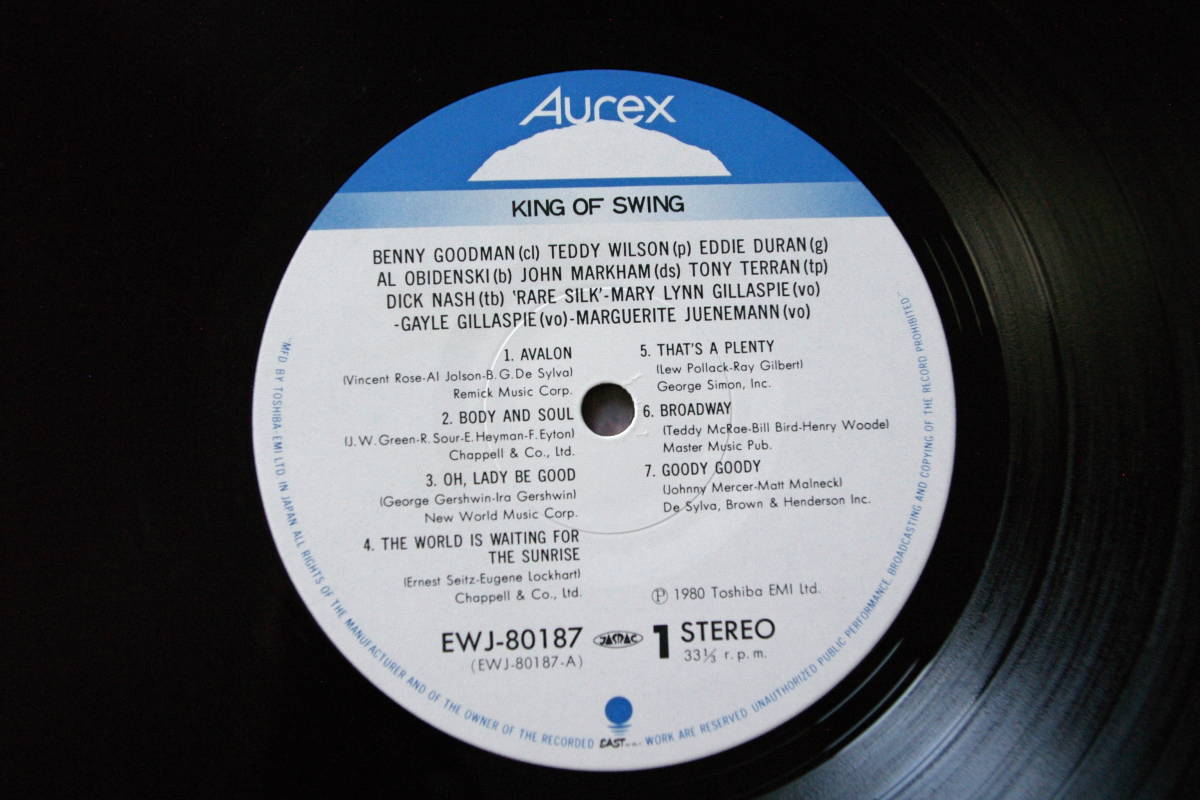 Aurex
KING OF SWING
BENNY GOODMAN (cl) TEDDY WILSON (p) EDDIE DURAN (g)
AL OBIDENSKI (b) JOHN MARKHAM (ds) TONY TERRAN (tp)
DICK NASH (tb) 'RARE SILK'-MARY LYNN GILLASPIE (vo)
-GAYLE GILLASPIE (vo)-MARGUERITE JUENEMANN (vo)
1. AVALON
(Vincent Rose-Al Jolson-B.G.De Sylva)
Remick Music Corp.
2. BODY AND SOUL
(J.W.Green-R.Sour-E.Heyman-F.Eyton)
Chappell & Co., Ltd.
3. OH, LADY BE GOOD
(George Gershwin-Ira Gershwin)
New World Music Corp.
4. THE WORLD IS WAITING FOR
THE SUNRISE
(Ernest Seitz-Eugene Lockhart)
Chappell & Co., Ltd.
5. THAT'S A PLENTY
(Lew Pollack-Ray Gilbert)
George Simon, Inc.
6. BROADWAY
(Teddy McRae-Bill Bird-Henry Woode)
Master Music Pub.
7. GOODY GOODY
(Johnny Mercer-Matt Malneck)
De Sylva, Brown & Henderson Inc.
Ⓟ 1980 Toshiba EMI Ltd.
EWJ-80187 JASRAC 1 STEREO
(EWJ-80187-A) 33⅓ r.p.m.
MFD BY TOSHIBA-EMI LTD. IN JAPAN ALL RIGHTS OF THE MANUFACTURER AND OF THE OWNER OF THE RECORDED WORK ARE RESERVED. UNAUTHORIZED PUBLIC PERFORMANCE, BROADCASTING AND COPYING OF THE RECORD PROHIBITED
EAST